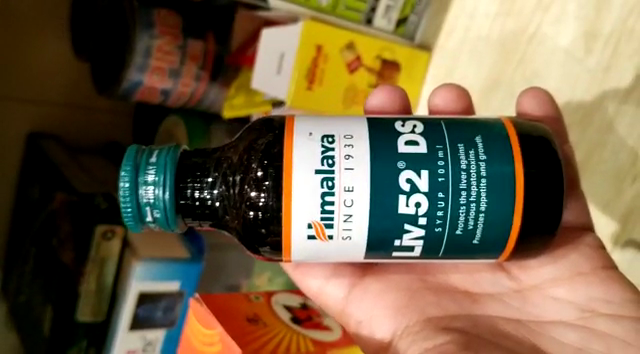 Himalaya
SINCE 1930
Liv.52® DS
SYRUP 100ml
Protects the liver against
various hepatotoxins.
Promotes appetite and growth.